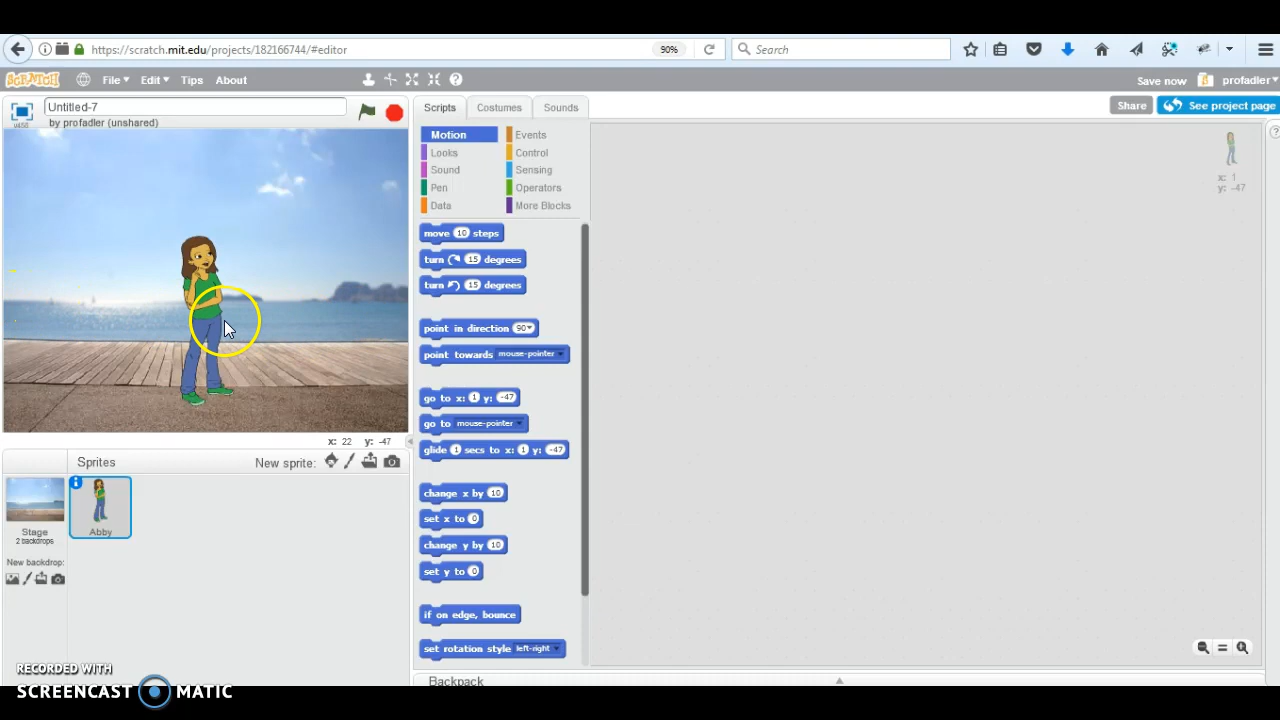 https://scratch.mit.edu/projects/182166744/#editor
90%
Search
SCRATCH
File
Edit
Tips
About
Save now
profadler
Untitled-7
by profadler (unshared)
Scripts
Costumes
Sounds
Share
See project page
Motion
Events
Looks
Control
Sound
Sensing
Pen
Operators
Data
More Blocks
x: 1
y: -47
move 10 steps
turn 15 degrees
turn 15 degrees
point in direction 90
point towards mouse-pointer
go to x: 1 y: -47
go to mouse-pointer
glide 1 secs to x: 1 y: -47
change x by 10
set x to 0
change y by 10
set y to 0
if on edge, bounce
set rotation style left-right
x: 22 y: -47
Sprites
New sprite:
Stage
2 backdrops
Abby
New backdrop:
Backpack
RECORDED WITH
SCREENCAST MATIC